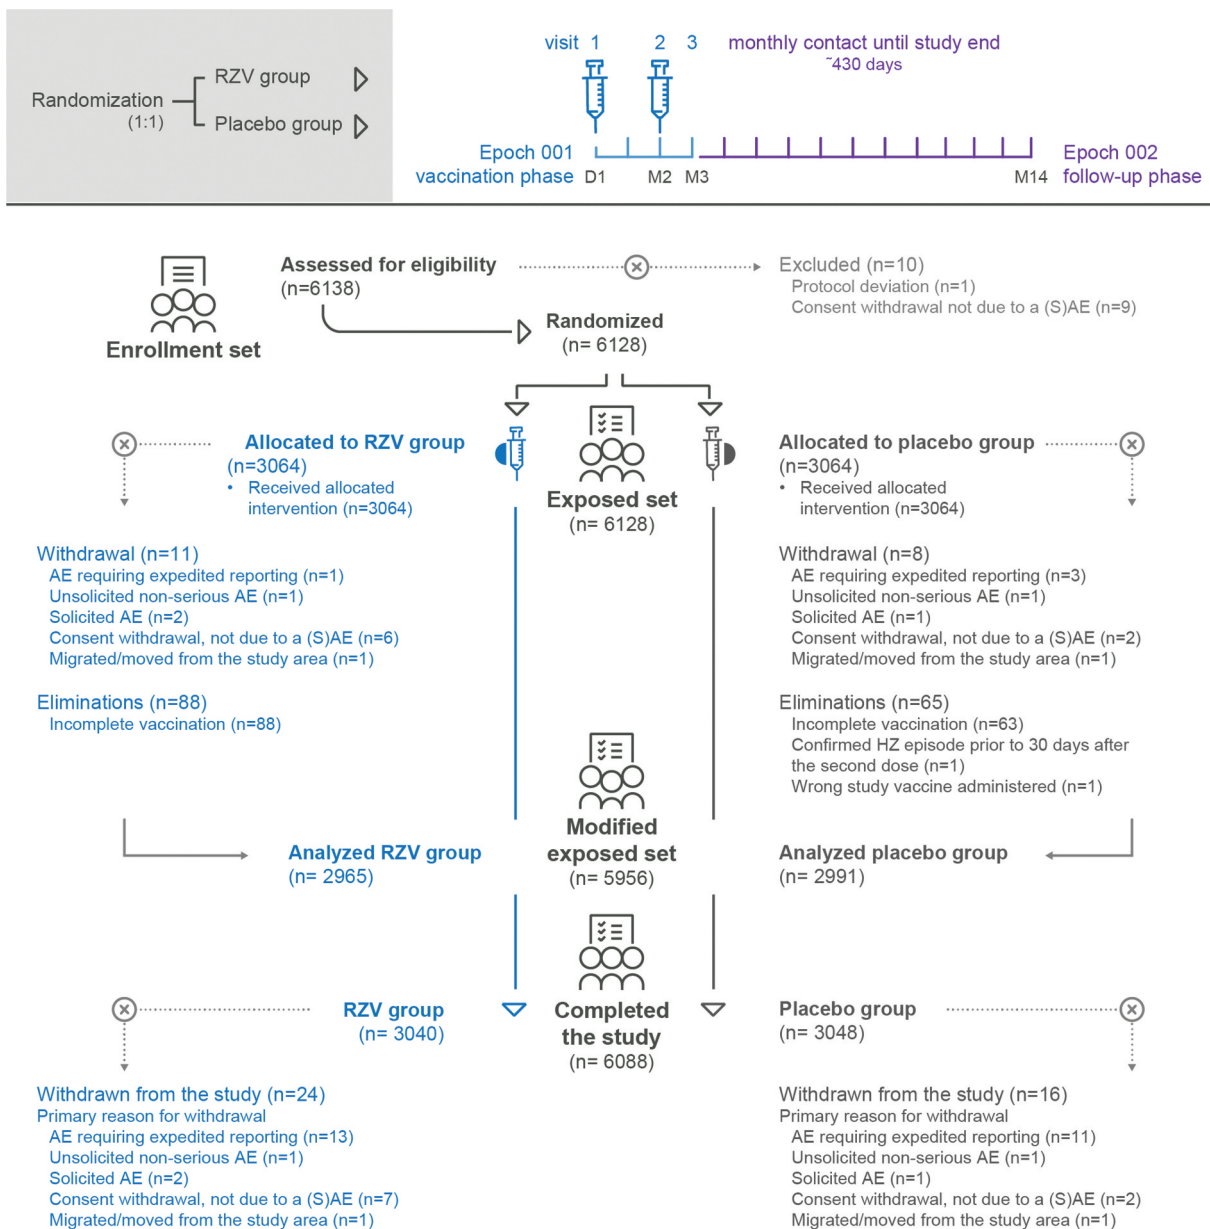 Randomization
(1:1)
RZV group
Placebo group
visit 1 2 3 monthly contact until study end
~430 days
Epoch 001
vaccination phase
D1 M2 M3 M14
Epoch 002
follow-up phase
Enrollment set
Assessed for eligibility
(n=6138)
Excluded (n=10)
Protocol deviation (n=1)
Consent withdrawal not due to a (S)AE (n=9)
Randomized
(n= 6128)
Allocated to RZV group
(n=3064)
• Received allocated
intervention (n=3064)
Exposed set
(n= 6128)
Allocated to placebo group
(n=3064)
• Received allocated
intervention (n=3064)
Withdrawal (n=11)
AE requiring expedited reporting (n=1)
Unsolicited non-serious AE (n=1)
Solicited AE (n=2)
Consent withdrawal, not due to a (S)AE (n=6)
Migrated/moved from the study area (n=1)
Eliminations (n=88)
Incomplete vaccination (n=88)
Withdrawal (n=8)
AE requiring expedited reporting (n=3)
Unsolicited non-serious AE (n=1)
Solicited AE (n=1)
Consent withdrawal, not due to a (S)AE (n=2)
Migrated/moved from the study area (n=1)
Eliminations (n=65)
Incomplete vaccination (n=63)
Confirmed HZ episode prior to 30 days after
the second dose (n=1)
Wrong study vaccine administered (n=1)
Analyzed RZV group
(n= 2965)
Modified
exposed set
(n= 5956)
Analyzed placebo group
(n= 2991)
RZV group
(n= 3040)
Completed
the study
(n= 6088)
Placebo group
(n= 3048)
Withdrawn from the study (n=24)
Primary reason for withdrawal
AE requiring expedited reporting (n=13)
Unsolicited non-serious AE (n=1)
Solicited AE (n=2)
Consent withdrawal, not due to a (S)AE (n=7)
Migrated/moved from the study area (n=1)
Withdrawn from the study (n=16)
Primary reason for withdrawal
AE requiring expedited reporting (n=11)
Unsolicited non-serious AE (n=1)
Solicited AE (n=1)
Consent withdrawal, not due to a (S)AE (n=2)
Migrated/moved from the study area (n=1)